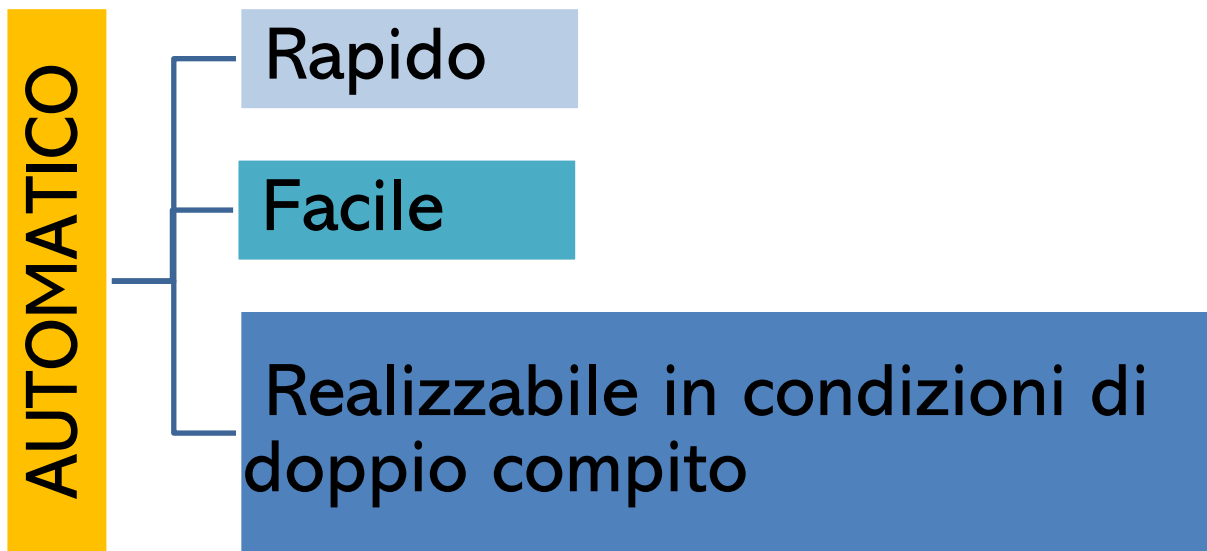 AUTOMATICO
Rapido
Facile
Realizzabile in condizioni di
doppio compito